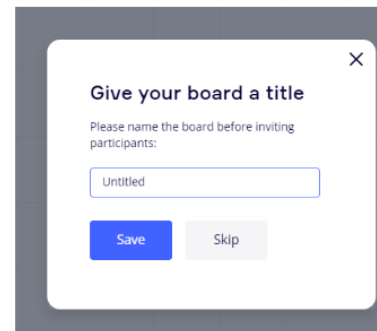 Give your board a title
Please name the board before inviting
participants:
Untitled
Save
Skip